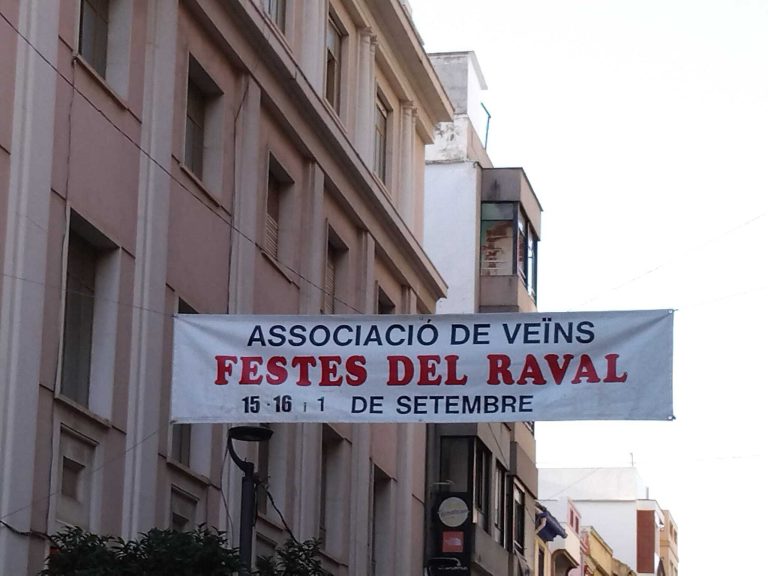 ASSOCIACIÓ DE VEÏNS
FESTES DEL RAVAL
15 - 16 i 1 DE SETEMBRE